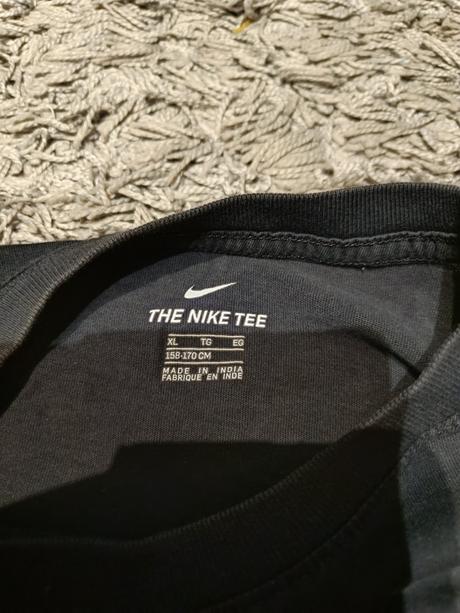 THE NIKE TEE
XL TG EG
158-170 CM
MADE IN INDIA
FABRIQUE EN INDE